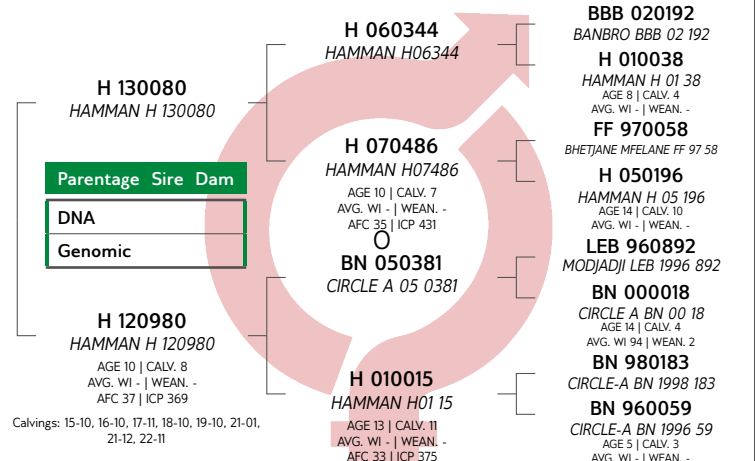 H 130080
HAMMAN H 130080
Parentage Sire Dam
DNA
Genomic
H 120980
HAMMAN H 120980
AGE 10 | CALV. 8
AVG. WI - | WEAN. -
AFC 37 | ICP 369
Calvings: 15-10, 16-10, 17-11, 18-10, 19-10, 21-01,
21-12, 22-11
H 060344
HAMMAN H06344
H 070486
HAMMAN H07486
AGE 10 | CALV. 7
AVG. WI - | WEAN. -
AFC 35 | ICP 431
O
BN 050381
CIRCLE A 05 0381
H 010015
HAMMAN H01 15
AGE 13 | CALV. 11
AVG. WI - | WEAN. -
AFC 33 | ICP 375
BBB 020192
BANBRO BBB 02 192
H 010038
HAMMAN H 01 38
AGE 8 | CALV. 4
AVG. WI - | WEAN. -
FF 970058
BHETJANE MFELANE FF 97 58
H 050196
HAMMAN H 05 196
AGE 14 | CALV. 10
AVG. WI - | WEAN. -
LEB 960892
MODJADJI LEB 1996 892
BN 000018
CIRCLE A BN 00 18
AGE 14 | CALV. 4
AVG. WI 94 | WEAN. 2
BN 980183
CIRCLE-A BN 1998 183
BN 960059
CIRCLE-A BN 1996 59
AGE 5 | CALV. 3
AVG. WI - | WEAN. -